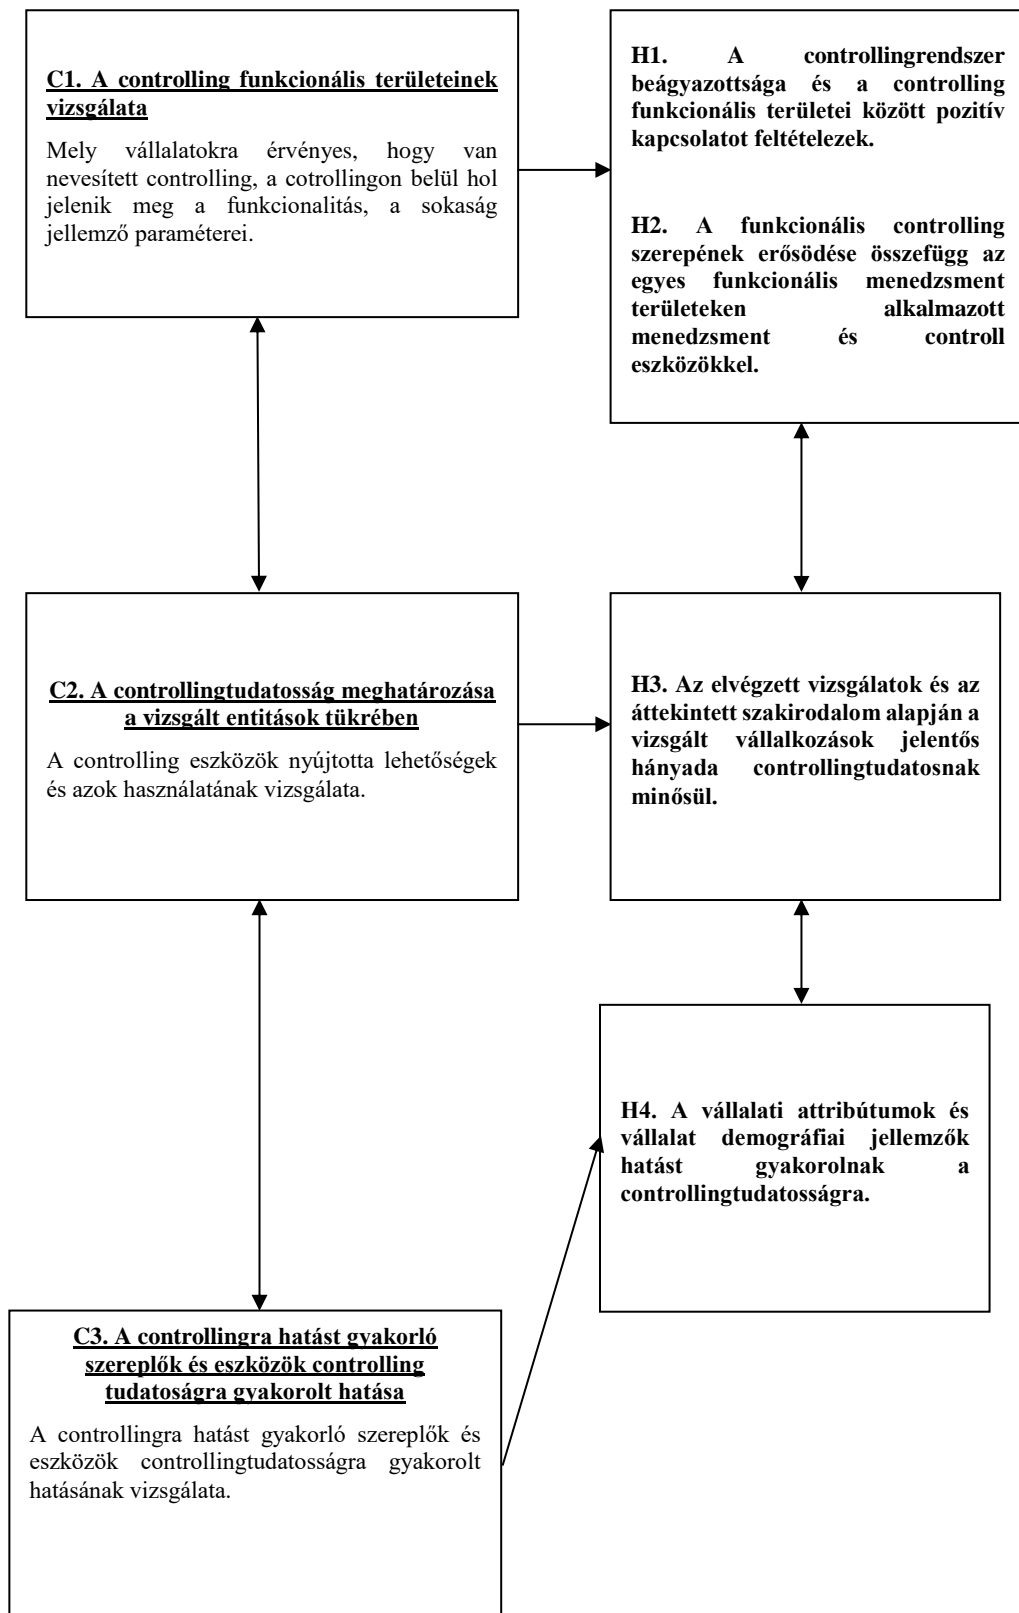 C1. A controlling funkcionális területeinek
vizsgálata
Mely vállalatokra érvényes, hogy van
nevesített controlling, a cotrollingon belül hol
jelenik meg a funkcionalitás, a sokaság
jellemző paraméterei.
H1. A controllingrendszer
beágyazottsága és a controlling
funkcionális területei között pozitív
kapcsolatot feltételezek.
H2. A funkcionális controlling
szerepének erősödése összefügg az
egyes funkcionális menedzsment
területeken alkalmazott
menedzsment és controll
eszközökkel.
C2. A controllingtudatosság meghatározása
a vizsgált entitások tükrében
A controlling eszközök nyújtotta lehetőségek
és azok használatának vizsgálata.
H3. Az elvégzett vizsgálatok és az
áttekintett szakirodalom alapján a
vizsgált vállalkozások jelentős
hányada controllingtudatosnak
minősül.
H4. A vállalati attribútumok és
vállalat demográfiai jellemzők
hatást gyakorolnak a
controllingtudatosságra.
C3. A controllingra hatást gyakorló
szereplők és eszközök controlling
tudatoságra gyakorolt hatása
A controllingra hatást gyakorló szereplők és
eszközök controllingtudatosságra gyakorolt
hatásának vizsgálata.